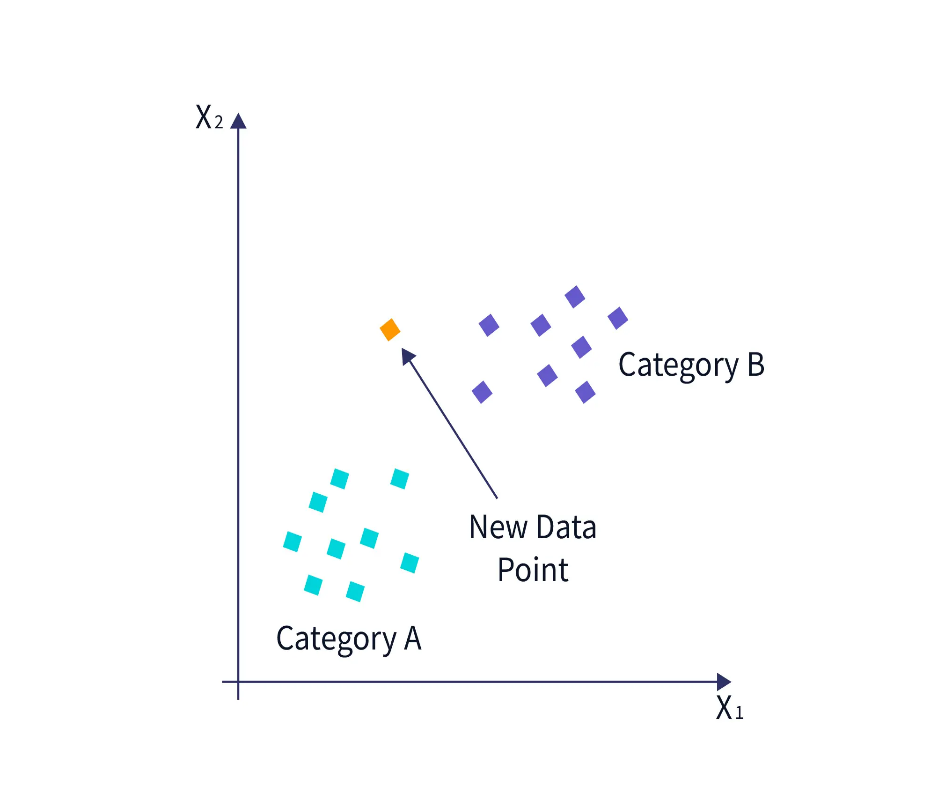 X₂
Category B
New Data
Point
Category A
X₁